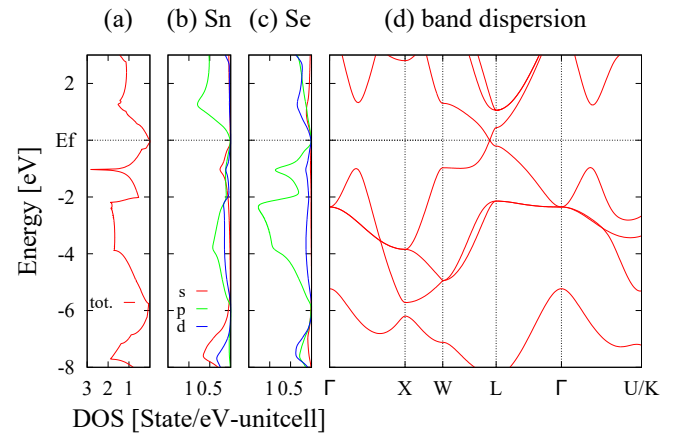 (a) (b) Sn (c) Se (d) band dispersion
Energy [eV]
2
Ef
-2
-4
-6
-8
tot.
s
p
d
3 2 1 1 0.5 1 0.5 Γ X W L Γ U/K
DOS [State/eV-unitcell]